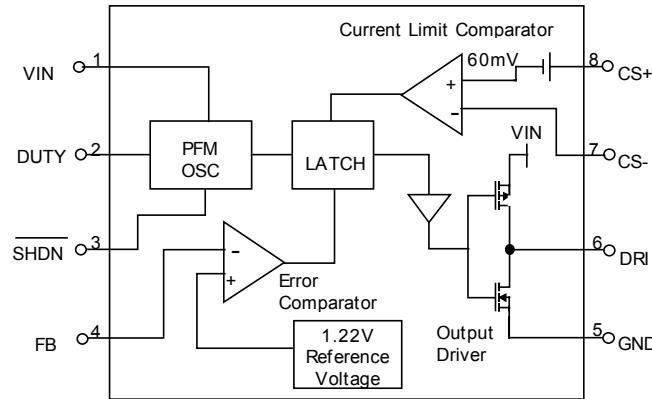 Current Limit Comparator
VIN
1
60mV
8
CS+
+
−
DUTY
2
PFM
OSC
LATCH
VIN
7
CS-
SHDN
3
−
+
Error
Comparator
6
DRI
FB
4
1.22V
Reference
Voltage
Output
Driver
5
GND